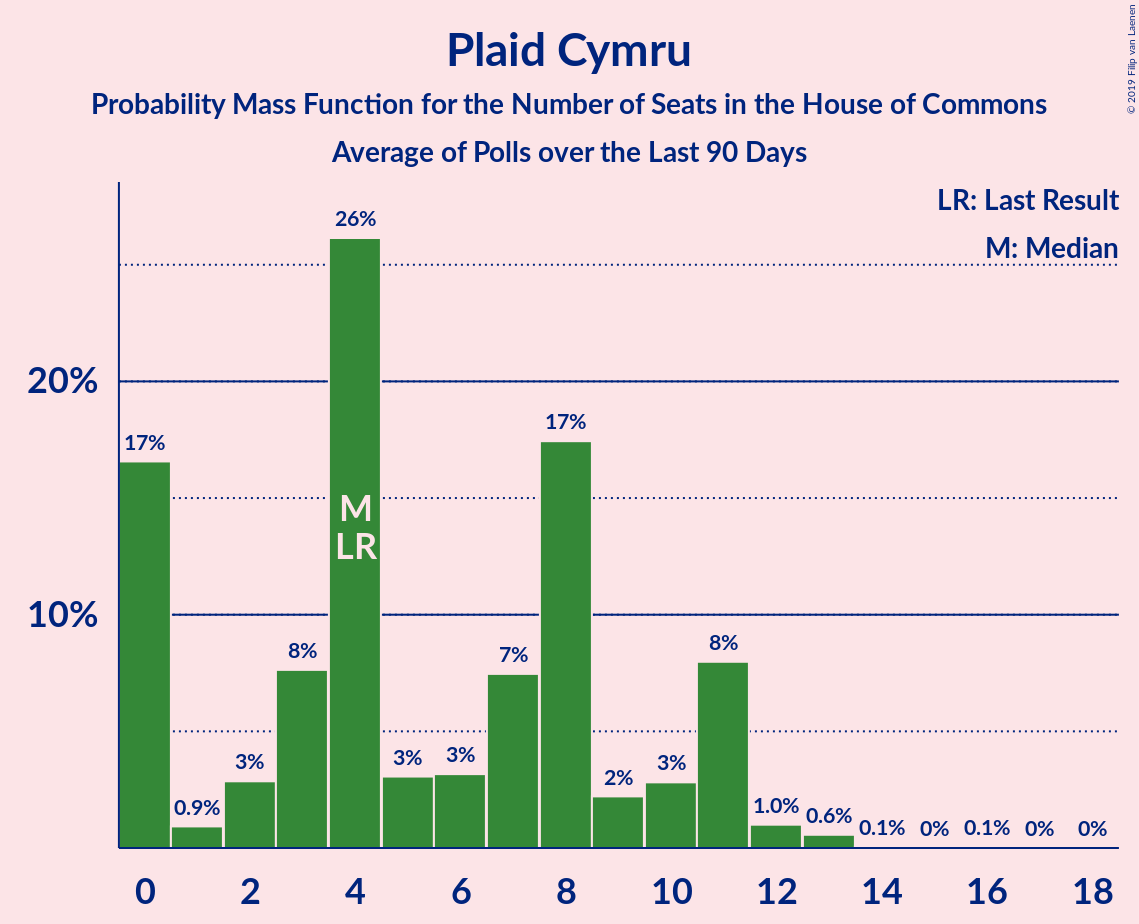 Plaid Cymru
Probability Mass Function for the Number of Seats in the House of Commons
Average of Polls over the Last 90 Days
© 2019 Filip van Laenen
LR: Last Result
M: Median
26%
20%
17%
17%
M
LR
10%
8%
8%
7%
3%
3%
3%
3%
2%
0.9%
1.0%
0.6%
0.1%
0%
0.1%
0%
0%
0 2 4 6 8 10 12 14 16 18